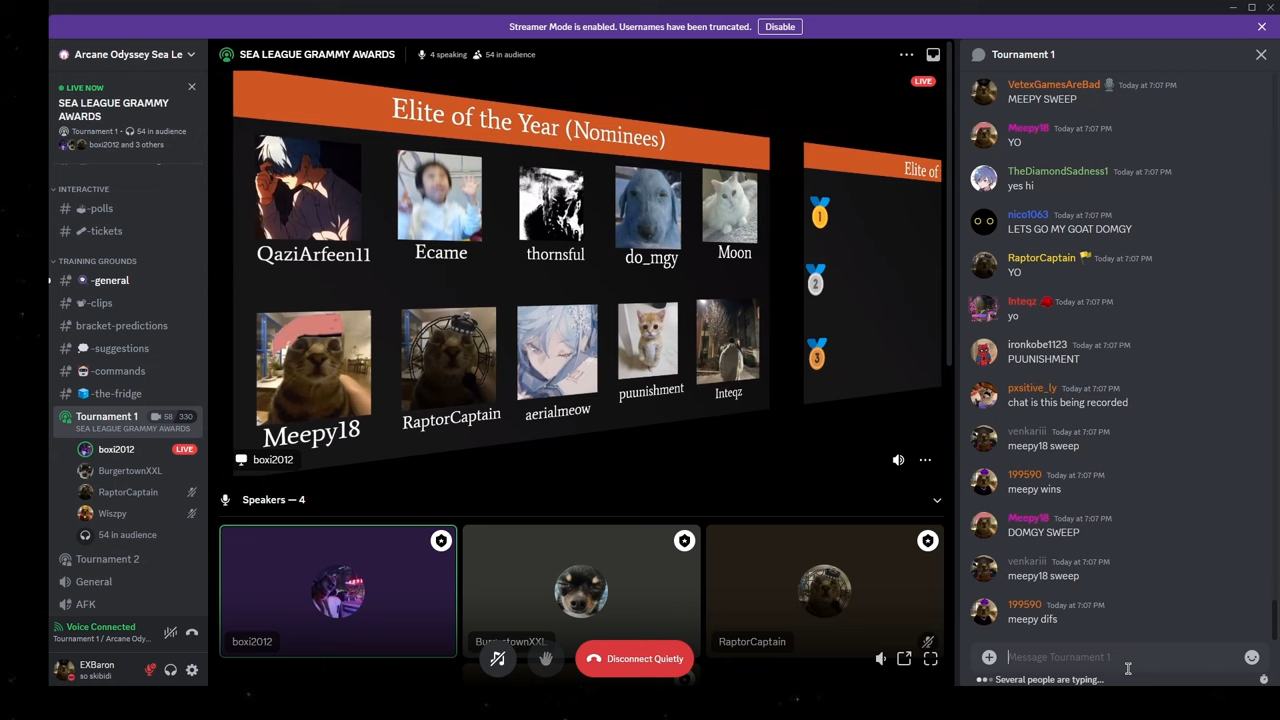 Streamer Mode is enabled. Usernames have been truncated.
Disable
Arcane Odyssey Sea Le
LIVE NOW
SEA LEAGUE GRAMMY
AWARDS
Tournament 1 • 54 in audience
boxi2012 and 3 others
INTERACTIVE
-polls
-tickets
TRAINING GROUNDS
-general
-clips
bracket-predictions
-suggestions
-commands
-the-fridge
Tournament 1 58 330
SEA LEAGUE GRAMMY AWARDS
boxi2012 LIVE
BurgertownXXL
RaptorCaptain
Wiszpy
54 in audience
Tournament 2
General
AFK
Voice Connected
Tournament 1 / Arcane Ody...
EXBaron
so skibidi
SEA LEAGUE GRAMMY AWARDS 4 speaking 54 in audience
LIVE
Elite of the Year (Nominees)
QaziArfeen11 Ecame thornsful do_mgy Moon
Meepy18 RaptorCaptain aerialmeow puunishment Inteqz
Elite of
1
2
3
boxi2012
Speakers — 4
boxi2012
BurgertownXXL
RaptorCaptain
Disconnect Quietly
Tournament 1
VetexGamesAreBad Today at 7:07 PM
MEEPY SWEEP
Meepy18 Today at 7:07 PM
YO
TheDiamondSadness1 Today at 7:07 PM
yes hi
nico1063 Today at 7:07 PM
LETS GO MY GOAT DOMGY
RaptorCaptain Today at 7:07 PM
YO
Inteqz Today at 7:07 PM
yo
ironkobe1123 Today at 7:07 PM
PUUNISHMENT
pxsitive_ly Today at 7:07 PM
chat is this being recorded
venkariii Today at 7:07 PM
meepy18 sweep
199590 Today at 7:07 PM
meepy wins
Meepy18 Today at 7:07 PM
DOMGY SWEEP
venkariii Today at 7:07 PM
meepy18 sweep
199590 Today at 7:07 PM
meepy difs
Message Tournament 1
Several people are typing...